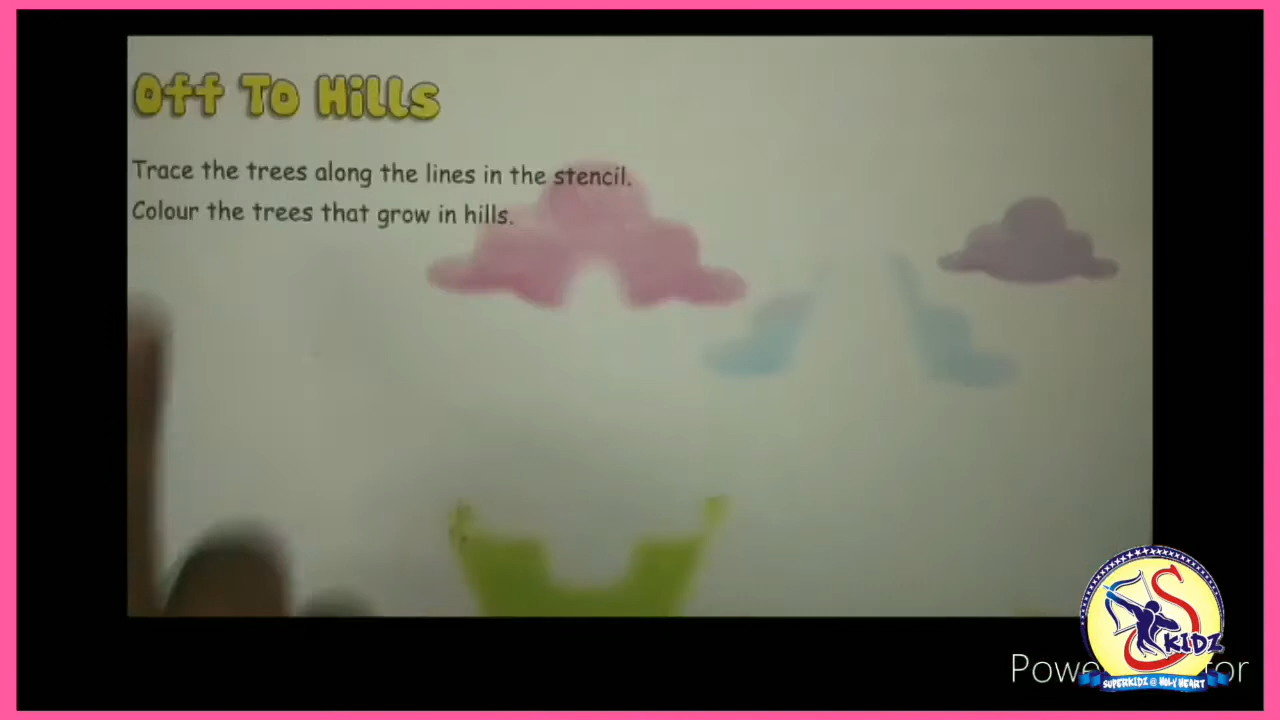 Off To Hills
Trace the trees along the lines in the stencil.
Colour the trees that grow in hills.
S
KIDZ
SUPERKIDZ @ HOLY HEART